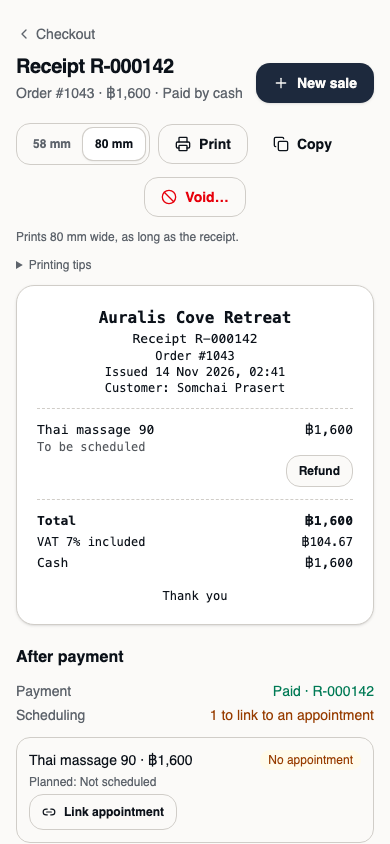 Checkout
Receipt R-000142
Order #1043 · ฿1,600 · Paid by cash
New sale
58 mm
80 mm
Print
Copy
Void…
Prints 80 mm wide, as long as the receipt.
Printing tips
Auralis Cove Retreat
Receipt R-000142
Order #1043
Issued 14 Nov 2026, 02:41
Customer: Somchai Prasert
Thai massage 90 ฿1,600
To be scheduled
Refund
Total ฿1,600
VAT 7% included ฿104.67
Cash ฿1,600
Thank you
After payment
Payment Paid · R-000142
Scheduling 1 to link to an appointment
Thai massage 90 · ฿1,600 No appointment
Planned: Not scheduled
Link appointment